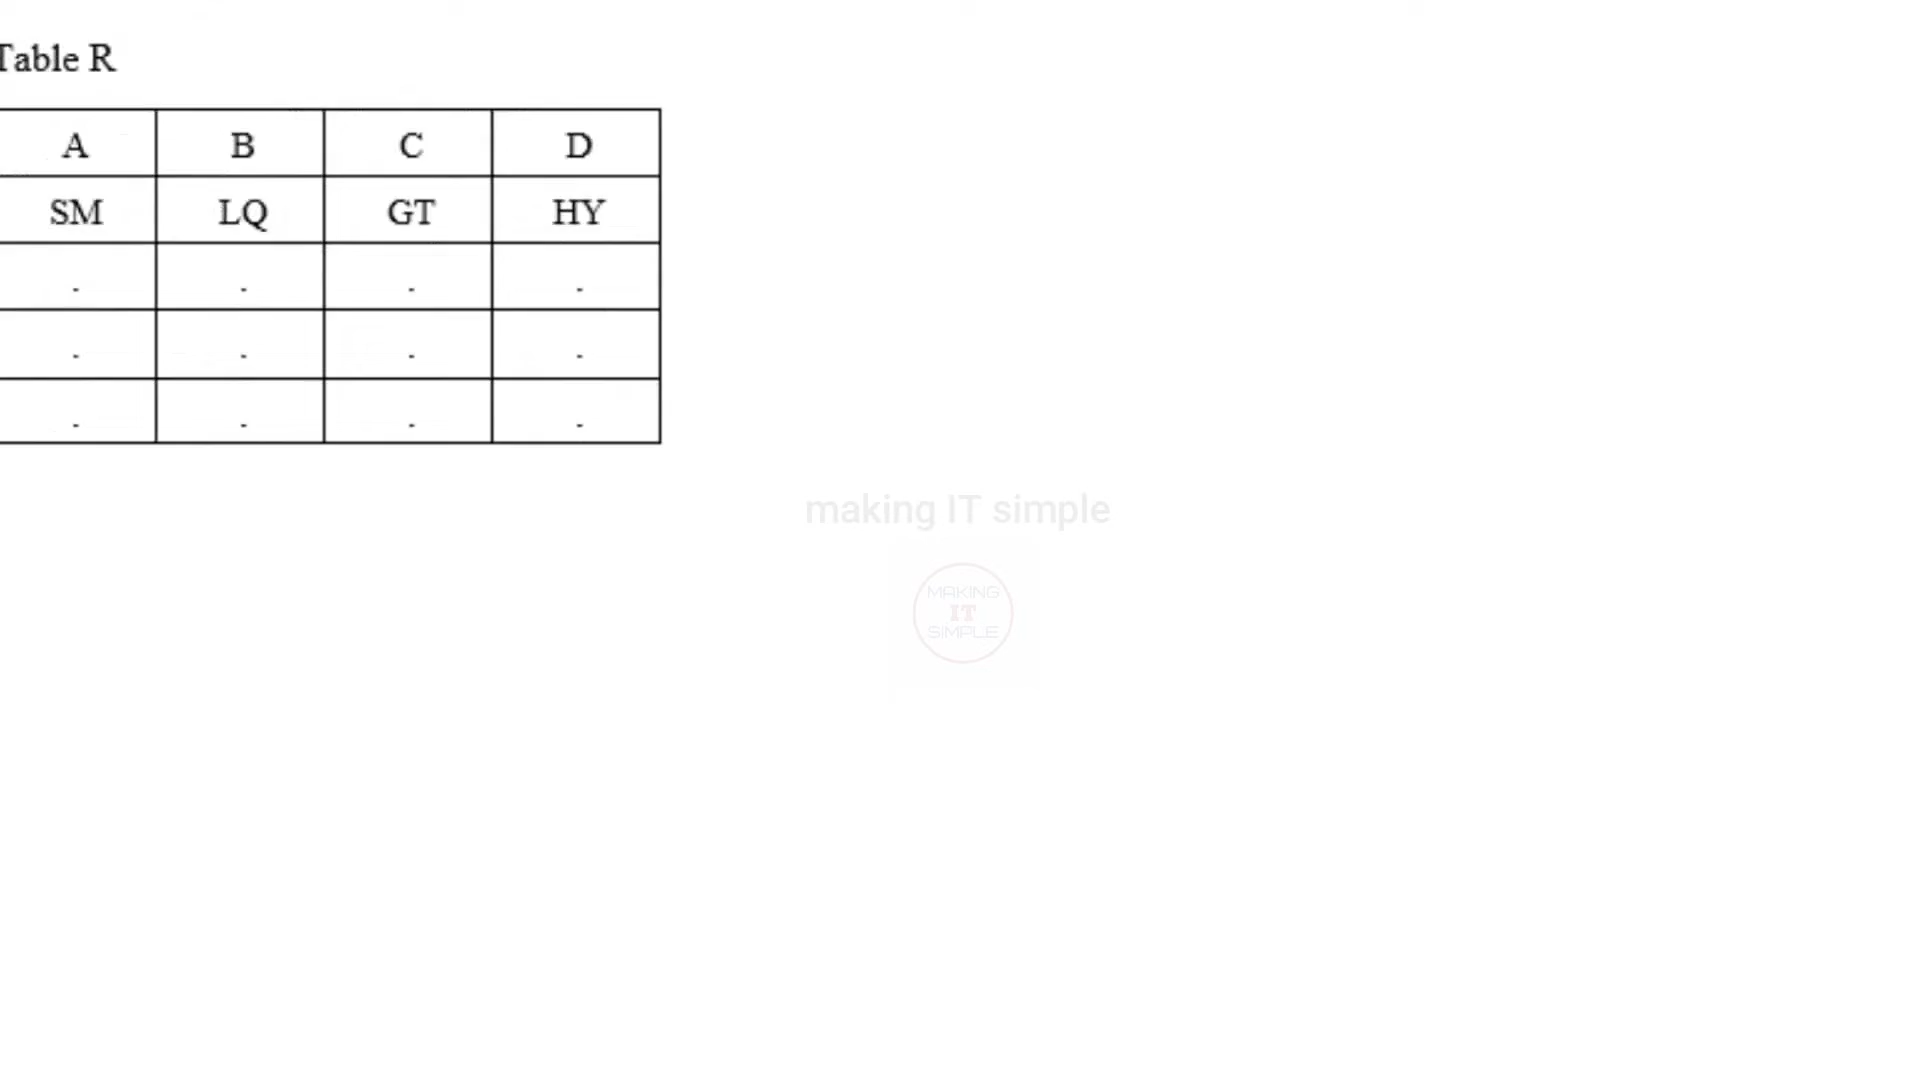 Table R
A B C D
SM LQ GT HY
. . . .
. . . .
. . . .
making IT simple
MAKING
IT
SIMPLE